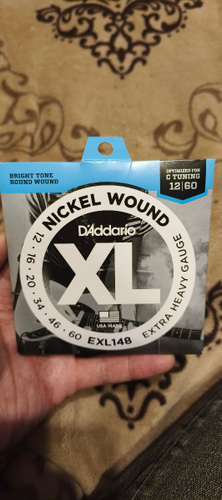 BRIGHT TONE
ROUND WOUND
OPTIMIZED FOR
C TUNING
12|60
NICKEL WOUND
D'Addario
XL
12 • 16 • 20 • 34 • 46 • 60
USA MADE
EXL148
EXTRA HEAVY GAUGE